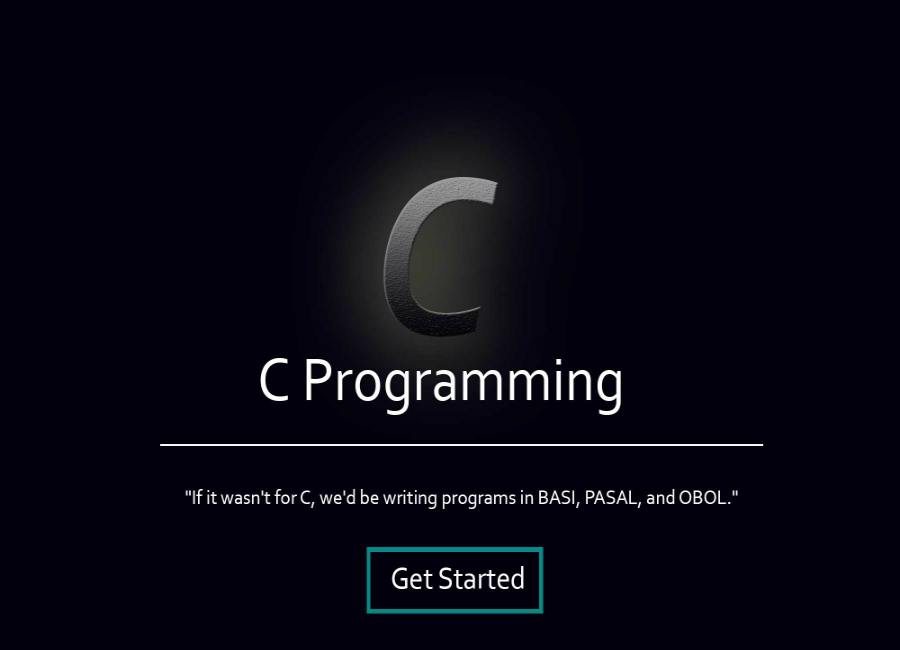 C
C Programming
"If it wasn't for C, we'd be writing programs in BASI, PASAL, and OBOL."
Get Started